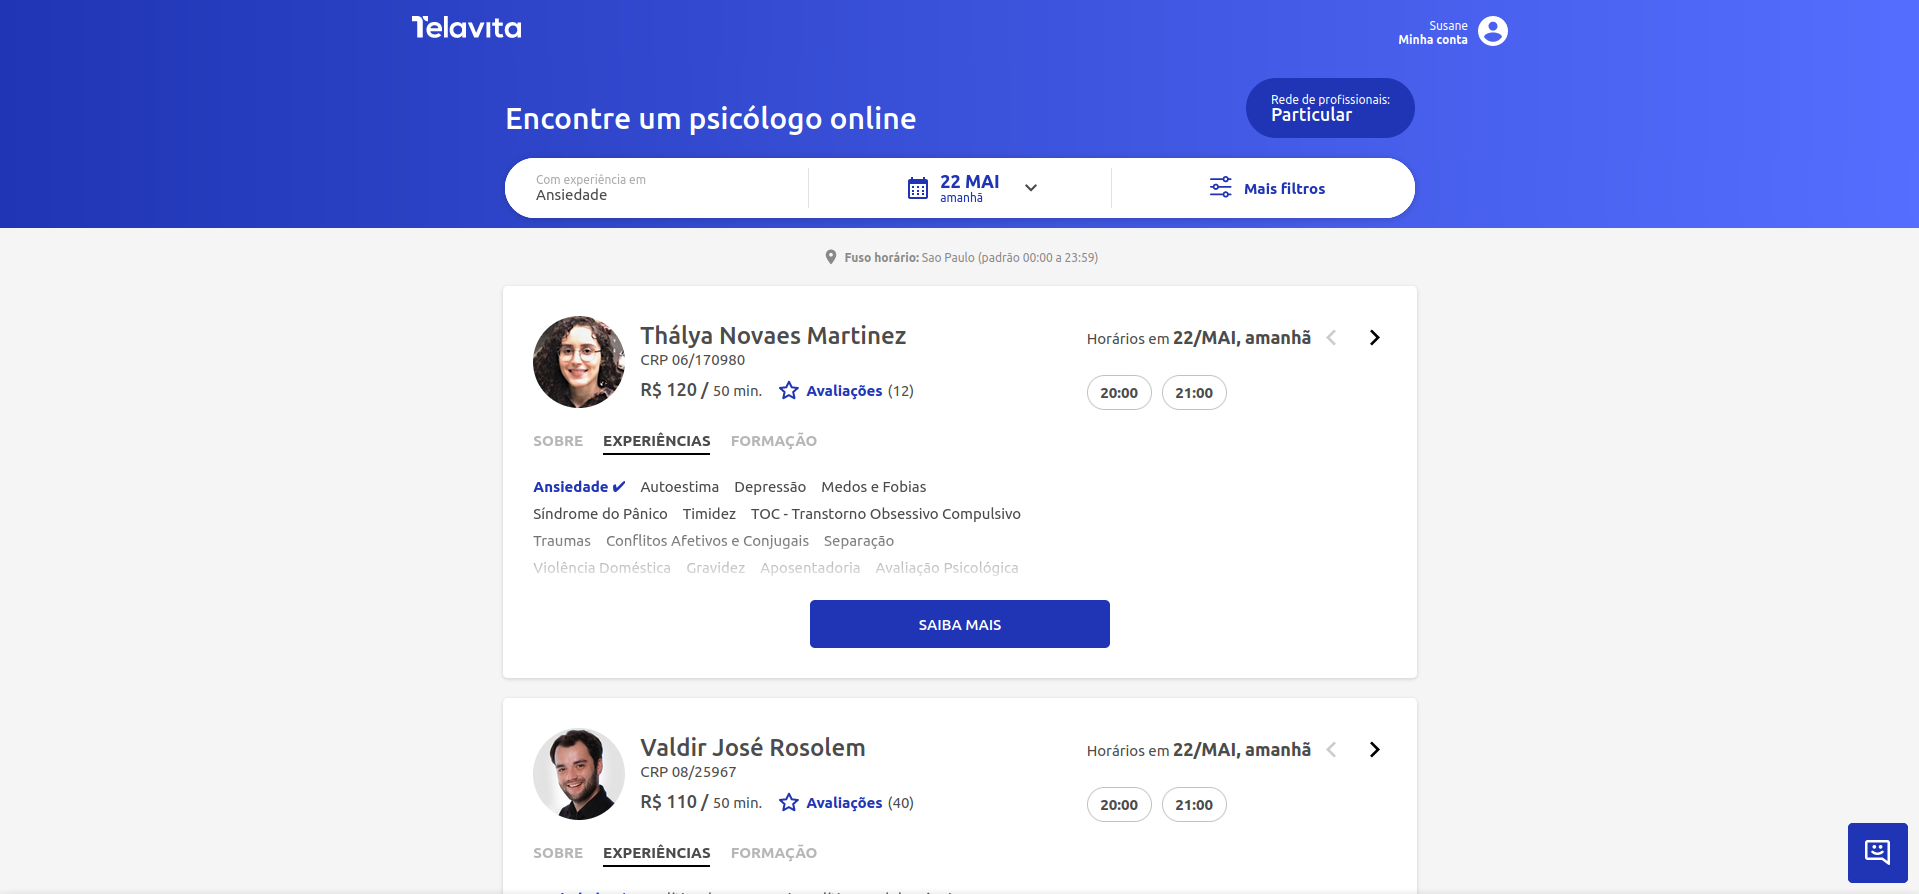 Telavita
Susane
Minha conta
Encontre um psicólogo online
Rede de profissionais:
Particular
Com experiência em
Ansiedade
22 MAI
amanhã
Mais filtros
Fuso horário: Sao Paulo (padrão 00:00 a 23:59)
Thálya Novaes Martinez
CRP 06/170980
R$ 120 / 50 min. Avaliações (12)
Horários em 22/MAI, amanhã
20:00 21:00
SOBRE EXPERIÊNCIAS FORMAÇÃO
Ansiedade ✔ Autoestima Depressão Medos e Fobias
Síndrome do Pânico Timidez TOC - Transtorno Obsessivo Compulsivo
Traumas Conflitos Afetivos e Conjugais Separação
Violência Doméstica Gravidez Aposentadoria Avaliação Psicológica
SAIBA MAIS
Valdir José Rosolem
CRP 08/25967
R$ 110 / 50 min. Avaliações (40)
Horários em 22/MAI, amanhã
20:00 21:00
SOBRE EXPERIÊNCIAS FORMAÇÃO